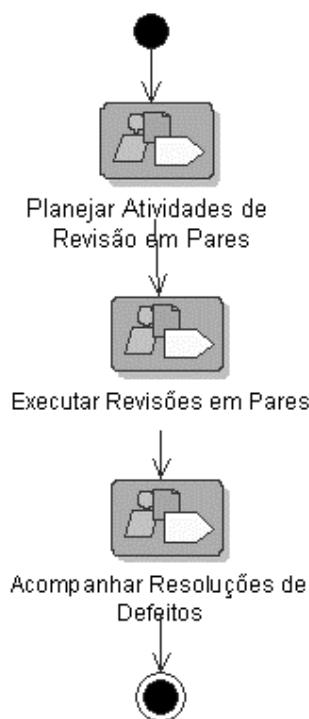 Planejar Atividades de
Revisão em Pares
Executar Revisões em Pares
Acompanhar Resoluções de
Defeitos